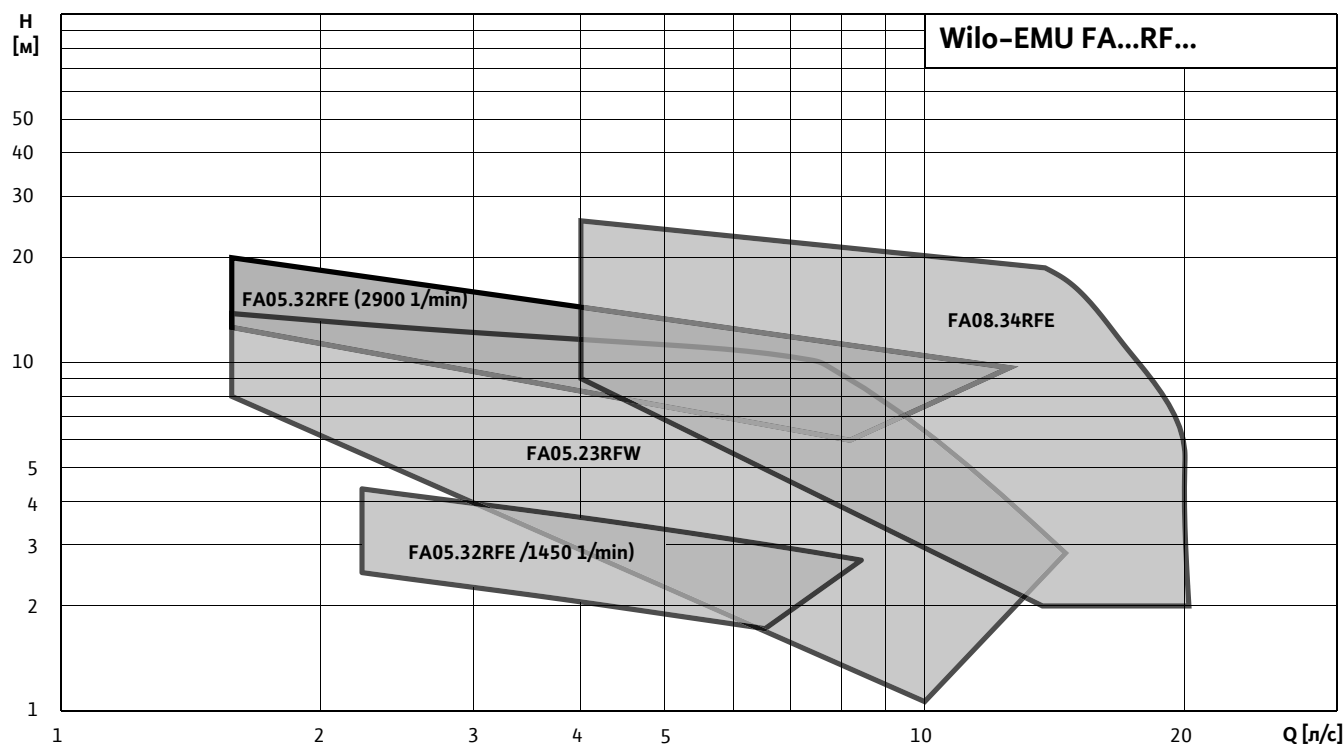 H
[м]
Wilo-EMU FA...RF...
50
40
30
20
FA05.32RFE (2900 1/min)
FA08.34RFE
10
FA05.23RFW
5
4
FA05.32RFE /1450 1/min)
3
2
1
1
2
3
4
5
10
20
Q [л/с]